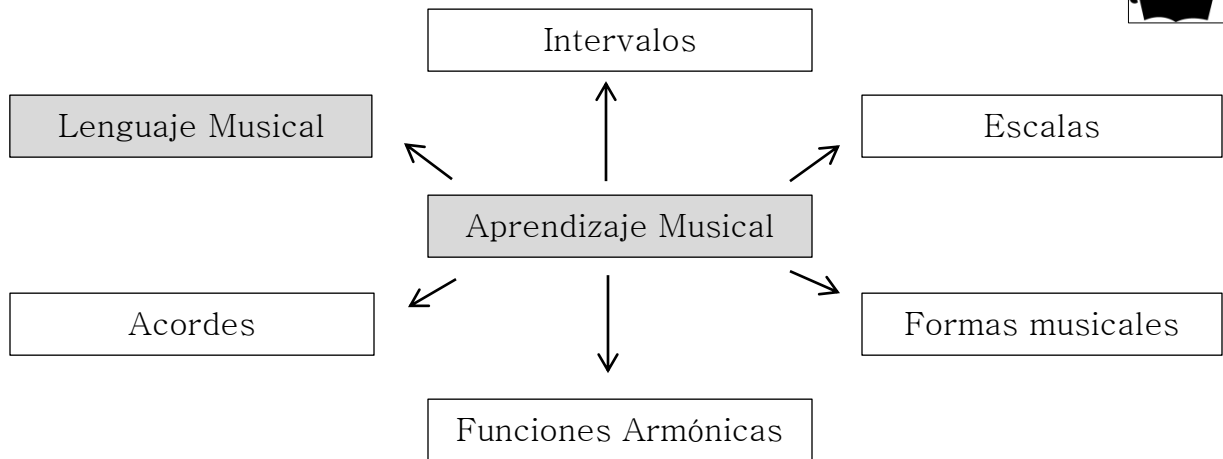 Intervalos
Lenguaje Musical
Escalas
Aprendizaje Musical
Acordes
Formas musicales
Funciones Armónicas